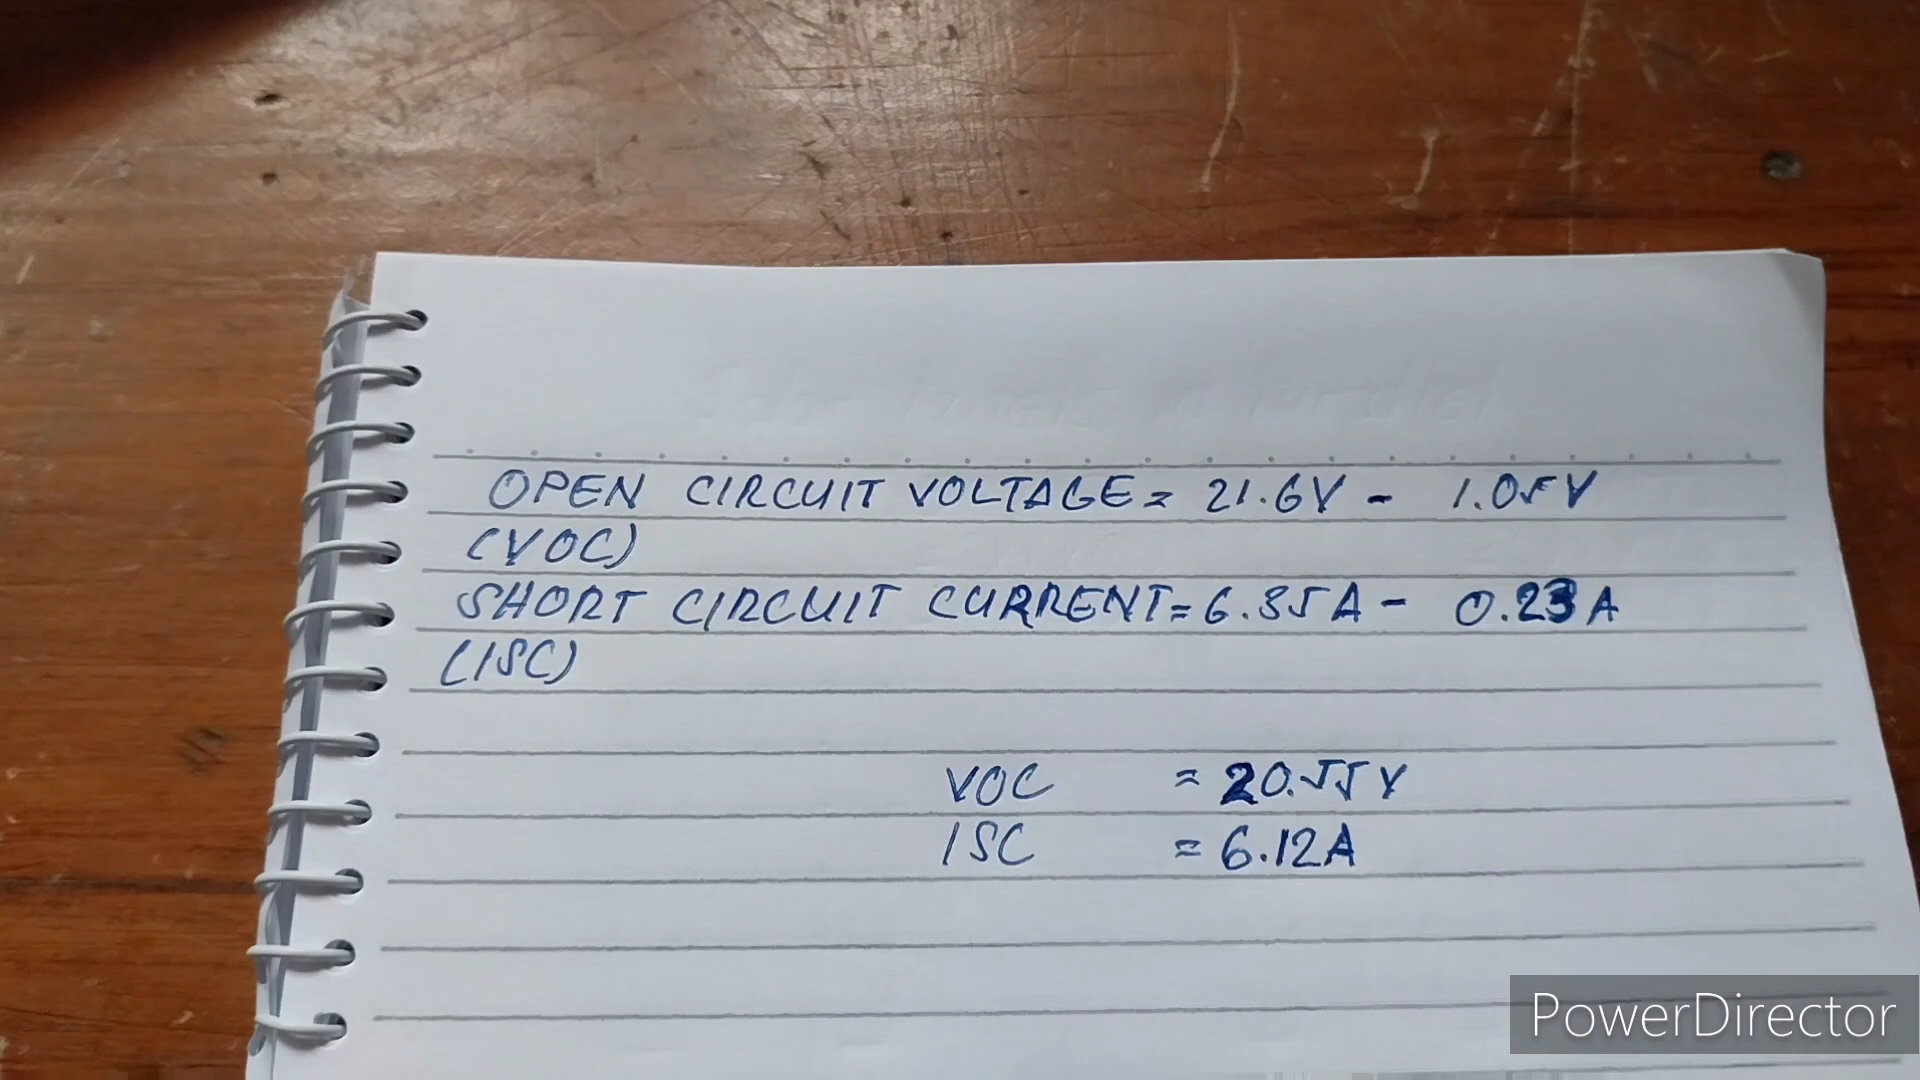 OPEN CIRCUIT VOLTAGE = 21.6V - 1.05V
(VOC)
SHORT CIRCUIT CURRENT = 6.35A - 0.23A
(ISC)
VOC = 20.55V
ISC = 6.12A
PowerDirector